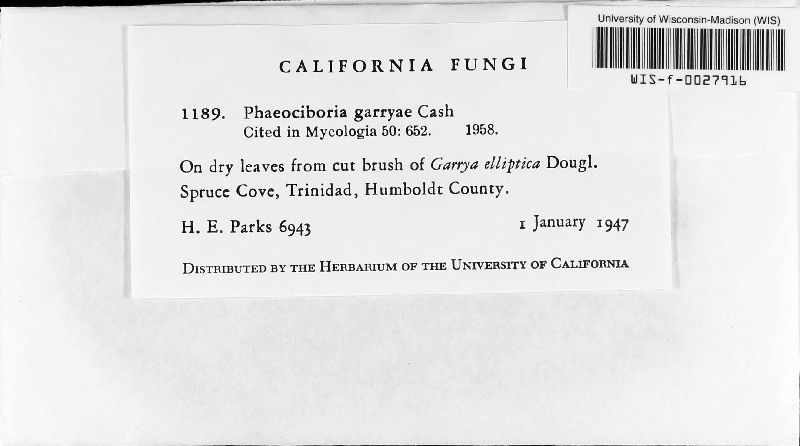 University of Wisconsin-Madison (WIS)
WIS-f-0027916
CALIFORNIA FUNGI
1189. Phaeociboria garryae Cash
Cited in Mycologia 50: 652. 1958.
On dry leaves from cut brush of Garrya elliptica Dougl.
Spruce Cove, Trinidad, Humboldt County.
H. E. Parks 6943 1 January 1947
DISTRIBUTED BY THE HERBARIUM OF THE UNIVERSITY OF CALIFORNIA